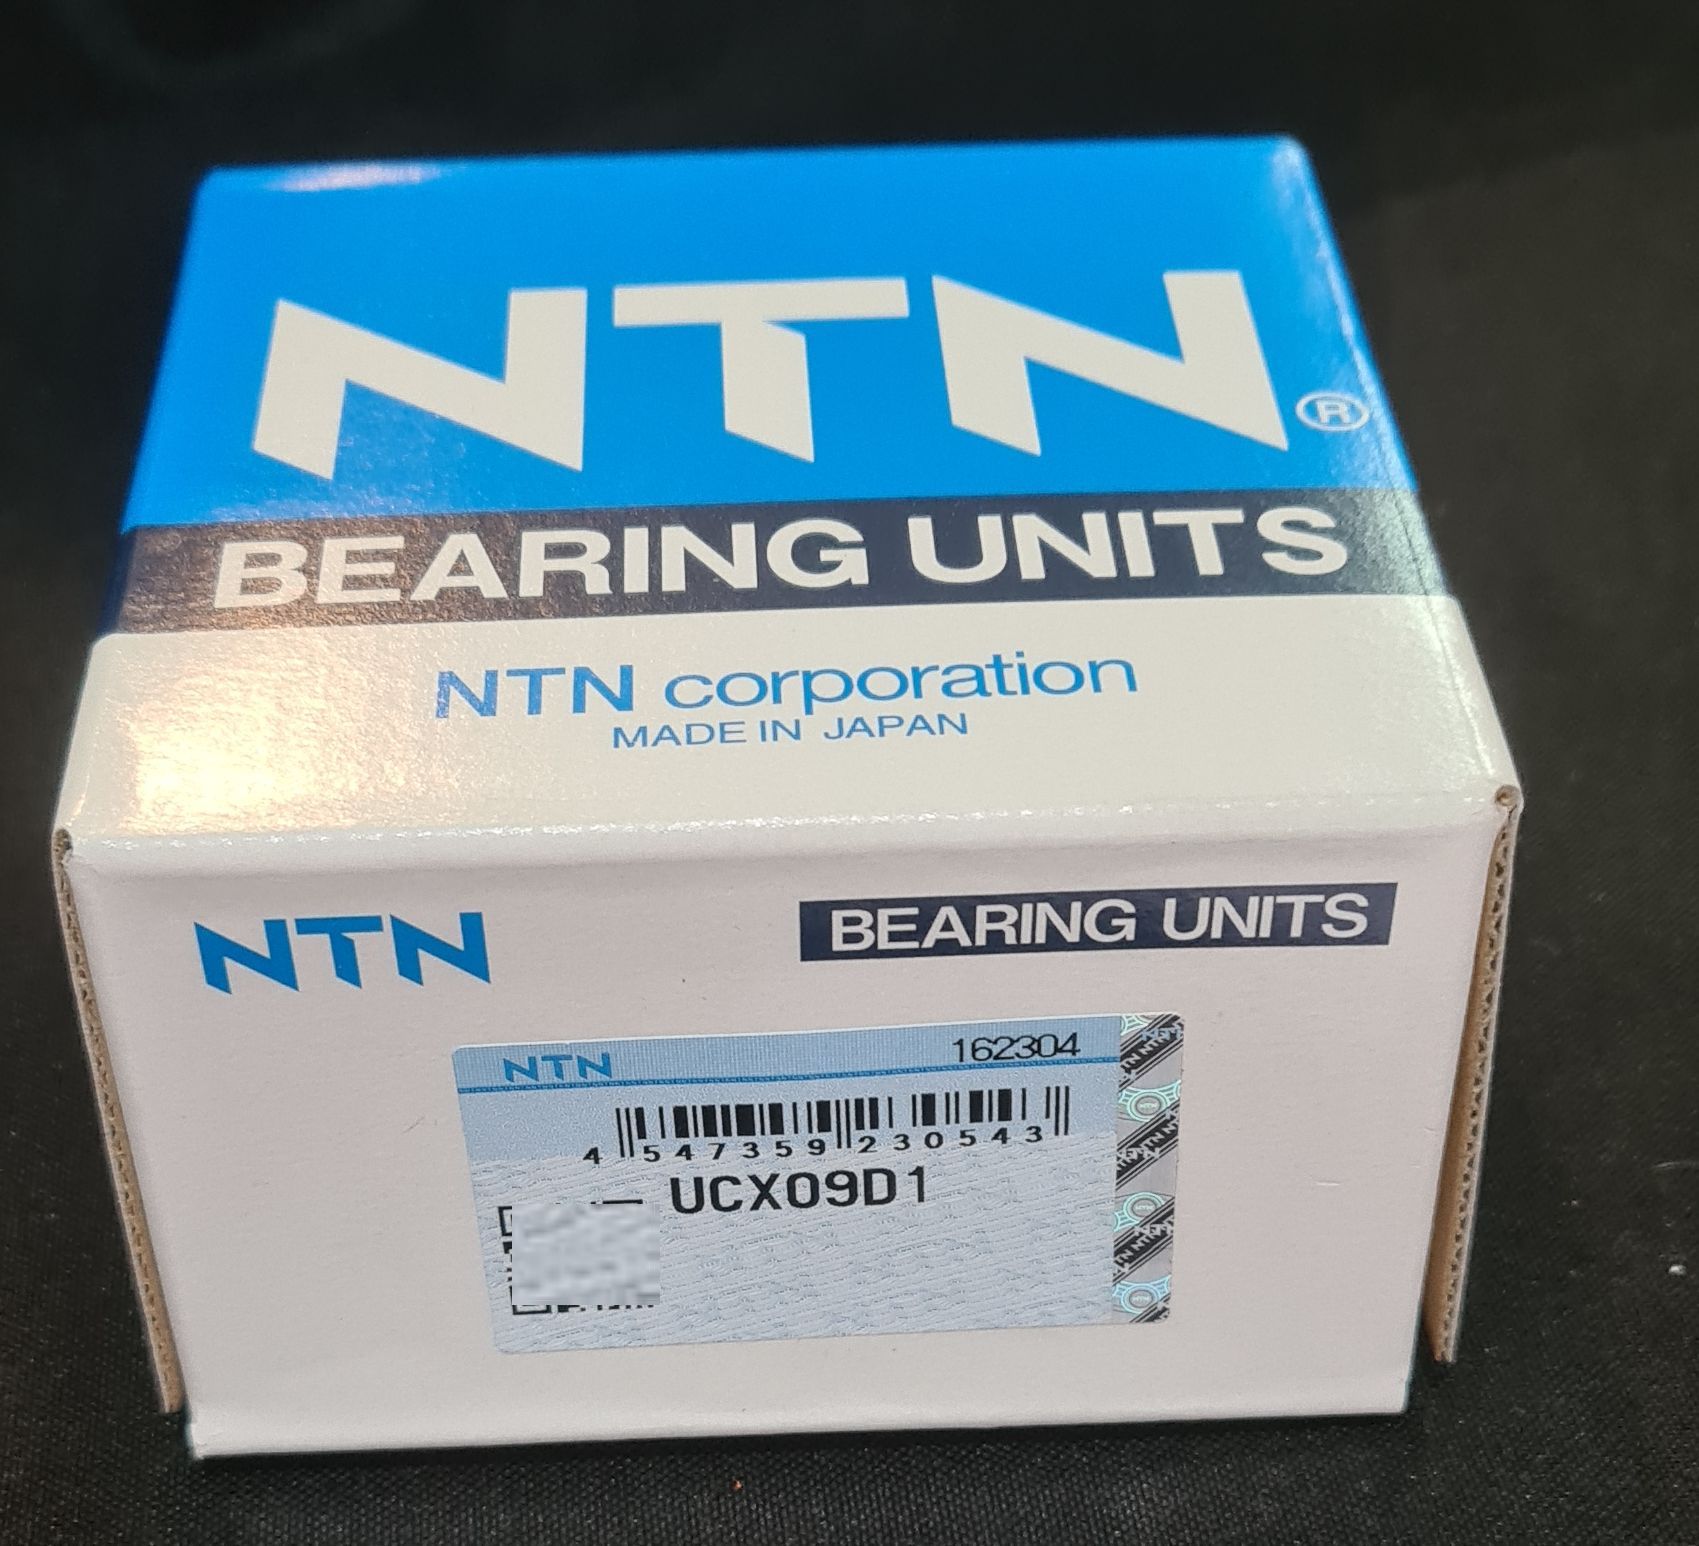 NTN®
BEARING UNITS
NTN corporation
MADE IN JAPAN
NTN
BEARING UNITS
NTN
162304
4 547359 230543
UCX09D1